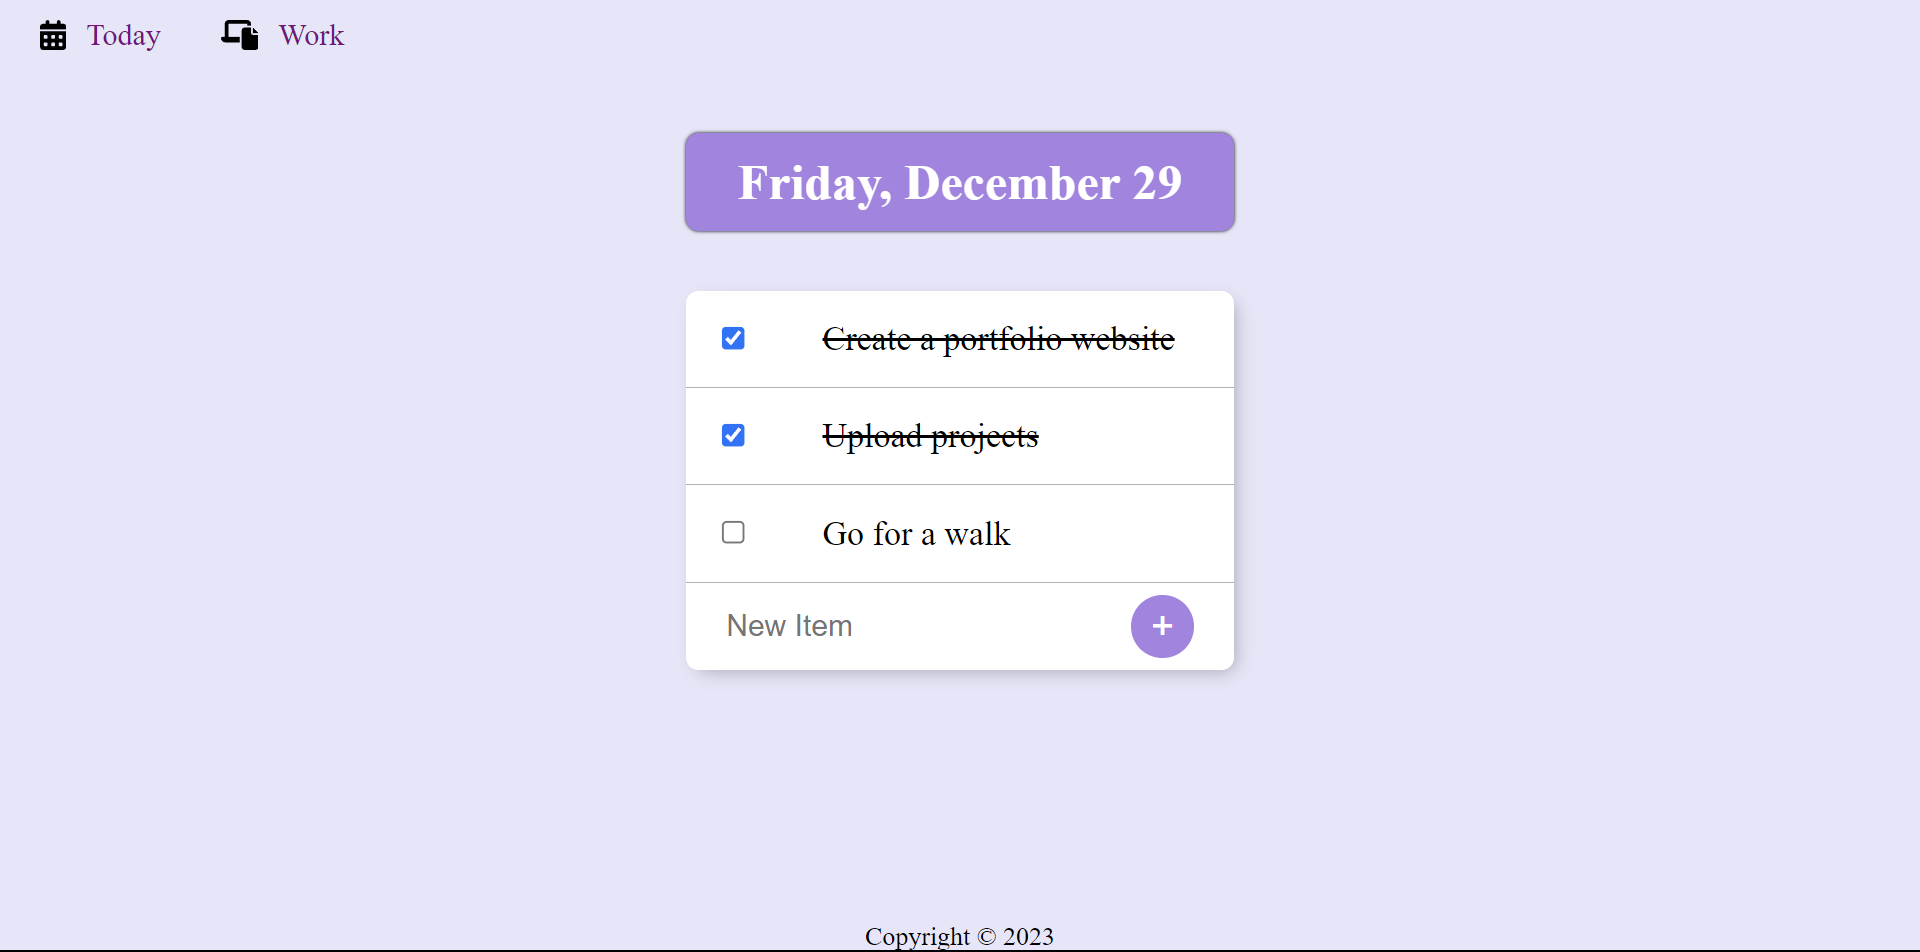 Today Work
Friday, December 29
Create a portfolio website
Upload projects
Go for a walk
New Item +
Copyright © 2023